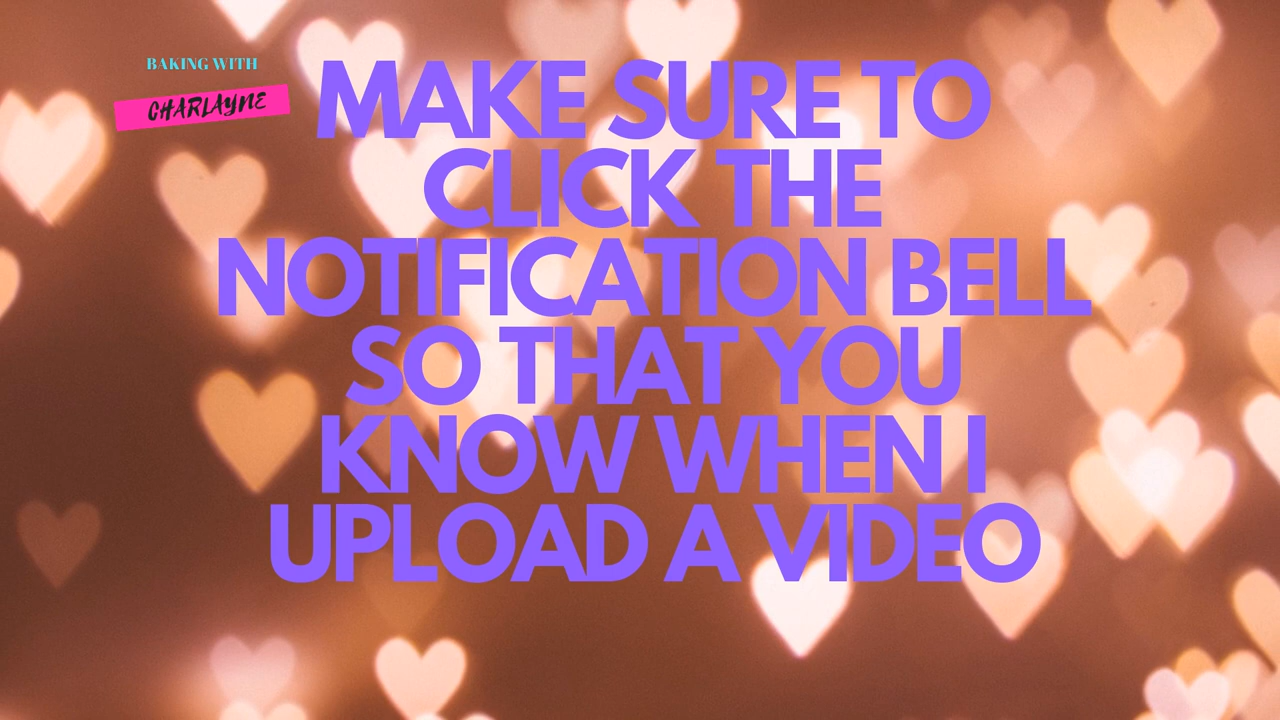 BAKING WITH
CHARLAYNE
MAKE SURE TO
CLICK THE
NOTIFICATION BELL
SO THAT YOU
KNOW WHEN I
UPLOAD A VIDEO